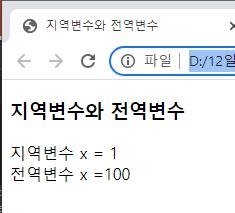 지역변수와 전역변수
파일 | D:/12일
지역변수와 전역변수
지역변수 x = 1
전역변수 x =100